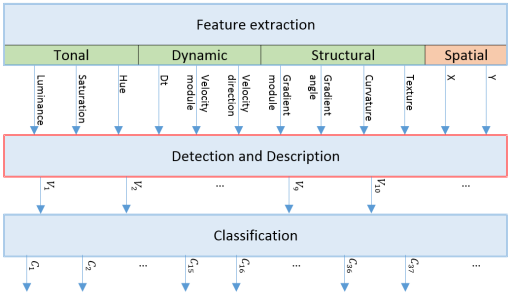 Feature extraction
Tonal Dynamic Structural Spatial
Luminance
Saturation
Hue
Dt
Velocity
module
Velocity
direction
Gradient
module
Gradient
angle
Curvature
Texture
X
Y
Detection and Description
V₁ V₂ ... V₉ V₁₀ ...
Classification
C₁ C₂ ... C₁₅ C₁₆ ... C₃₆ C₃₇ ...